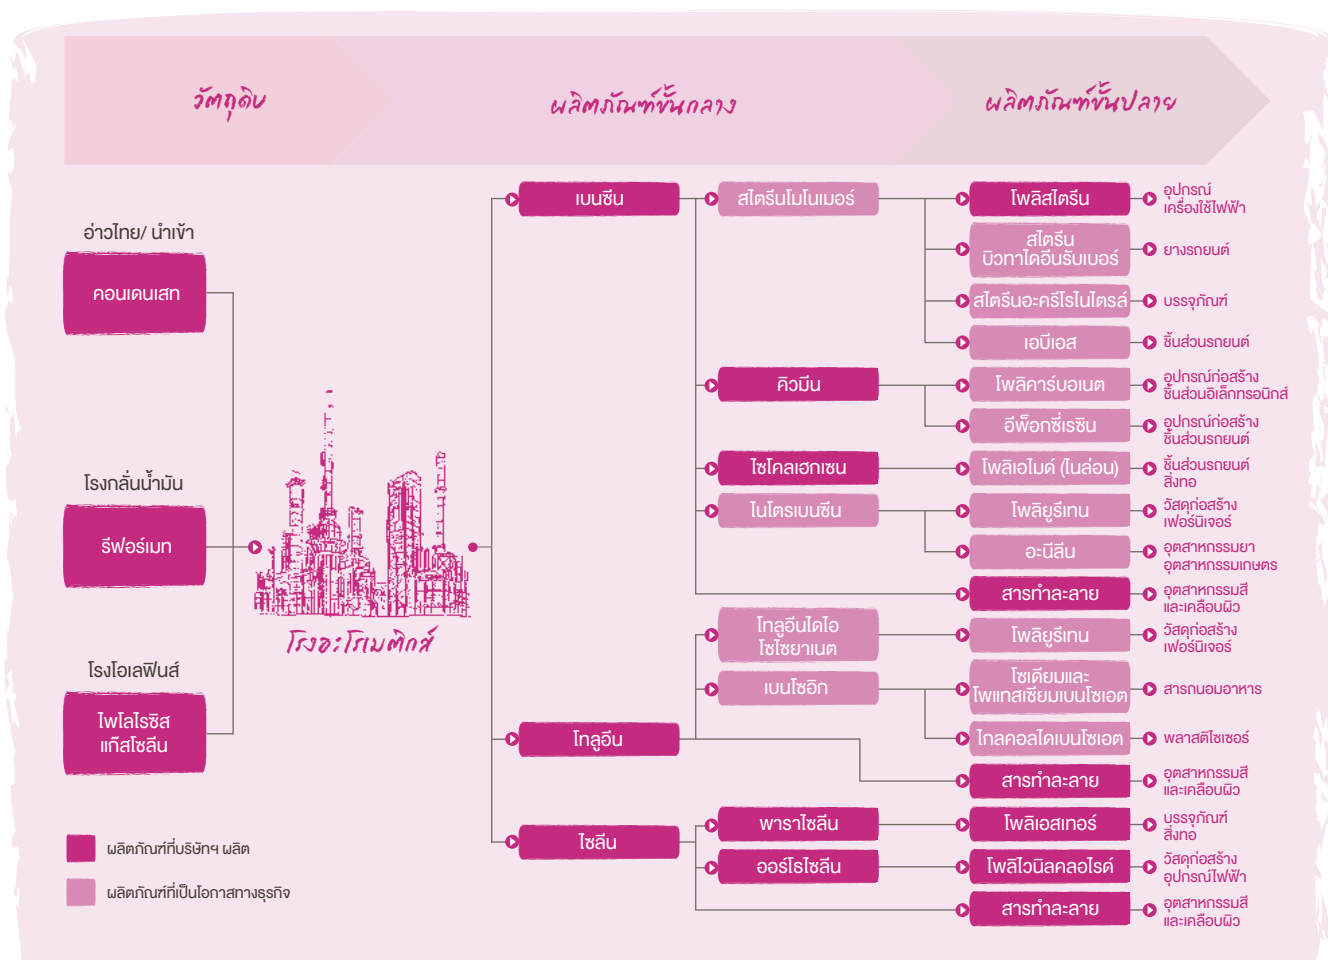 วัตถุดิบ
ผลิตภัณฑ์ขั้นกลาง
ผลิตภัณฑ์ขั้นปลาย
อ่าวไทย/ นำเข้า
คอนเดนเสท
โรงกลั่นน้ำมัน
รีฟอร์เมท
โรงโอเลฟินส์
ไพโลไรซิส
แก๊สโซลีน
โรงอะโรเมติกส์
เบนซีน
สไตรีนโมโนเมอร์
โพลิสไตรีน
อุปกรณ์
เครื่องใช้ไฟฟ้า
สไตรีน
บิวทาไดอีนรับเบอร์
ยางรถยนต์
สไตรีนอะครีโรไนไตรล์
บรรจุภัณฑ์
เอบีเอส
ชิ้นส่วนรถยนต์
คิวมีน
โพลิคาร์บอเนต
อุปกรณ์ก่อสร้าง
ชิ้นส่วนอิเล็กทรอนิกส์
อีพ็อกซี่เรซิน
อุปกรณ์ก่อสร้าง
ชิ้นส่วนรถยนต์
ไซโคลเฮกเซน
โพลิเอไมด์ (ไนล่อน)
ชิ้นส่วนรถยนต์
สิ่งทอ
ไนโตรเบนซีน
โพลิยูรีเทน
วัสดุก่อสร้าง
เฟอร์นิเจอร์
อะนีลีน
อุตสาหกรรมยา
อุตสาหกรรมเกษตร
สารทำละลาย
อุตสาหกรรมสี
และเคลือบผิว
โทลูอีน
โทลูอีนไดไอ
โซไซยาเนต
โพลิยูรีเทน
วัสดุก่อสร้าง
เฟอร์นิเจอร์
เบนโซอิก
โซเดียมและ
โพแทสเซียมเบนโซเอต
สารถนอมอาหาร
ไกลคอลไดเบนโซเอต
พลาสติไซเซอร์
สารทำละลาย
อุตสาหกรรมสี
และเคลือบผิว
ไซลีน
พาราไซลีน
โพลิเอสเทอร์
บรรจุภัณฑ์
สิ่งทอ
ออร์โธไซลีน
โพลิไวนิลคลอไรด์
วัสดุก่อสร้าง
อุปกรณ์ไฟฟ้า
สารทำละลาย
อุตสาหกรรมสี
และเคลือบผิว
ผลิตภัณฑ์ที่บริษัทฯ ผลิต
ผลิตภัณฑ์ที่เป็นโอกาสทางธุรกิจ